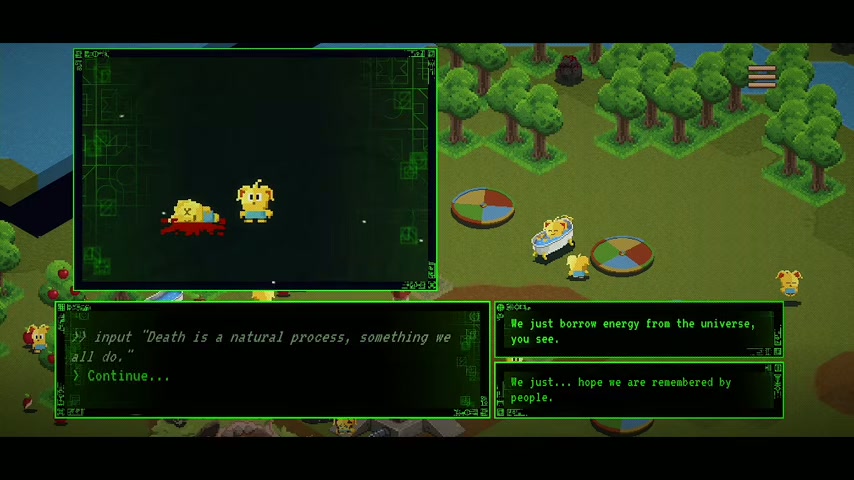 >> input "Death is a natural process, something we
all do."
> Continue...
We just borrow energy from the universe,
you see.
We just... hope we are remembered by
people.